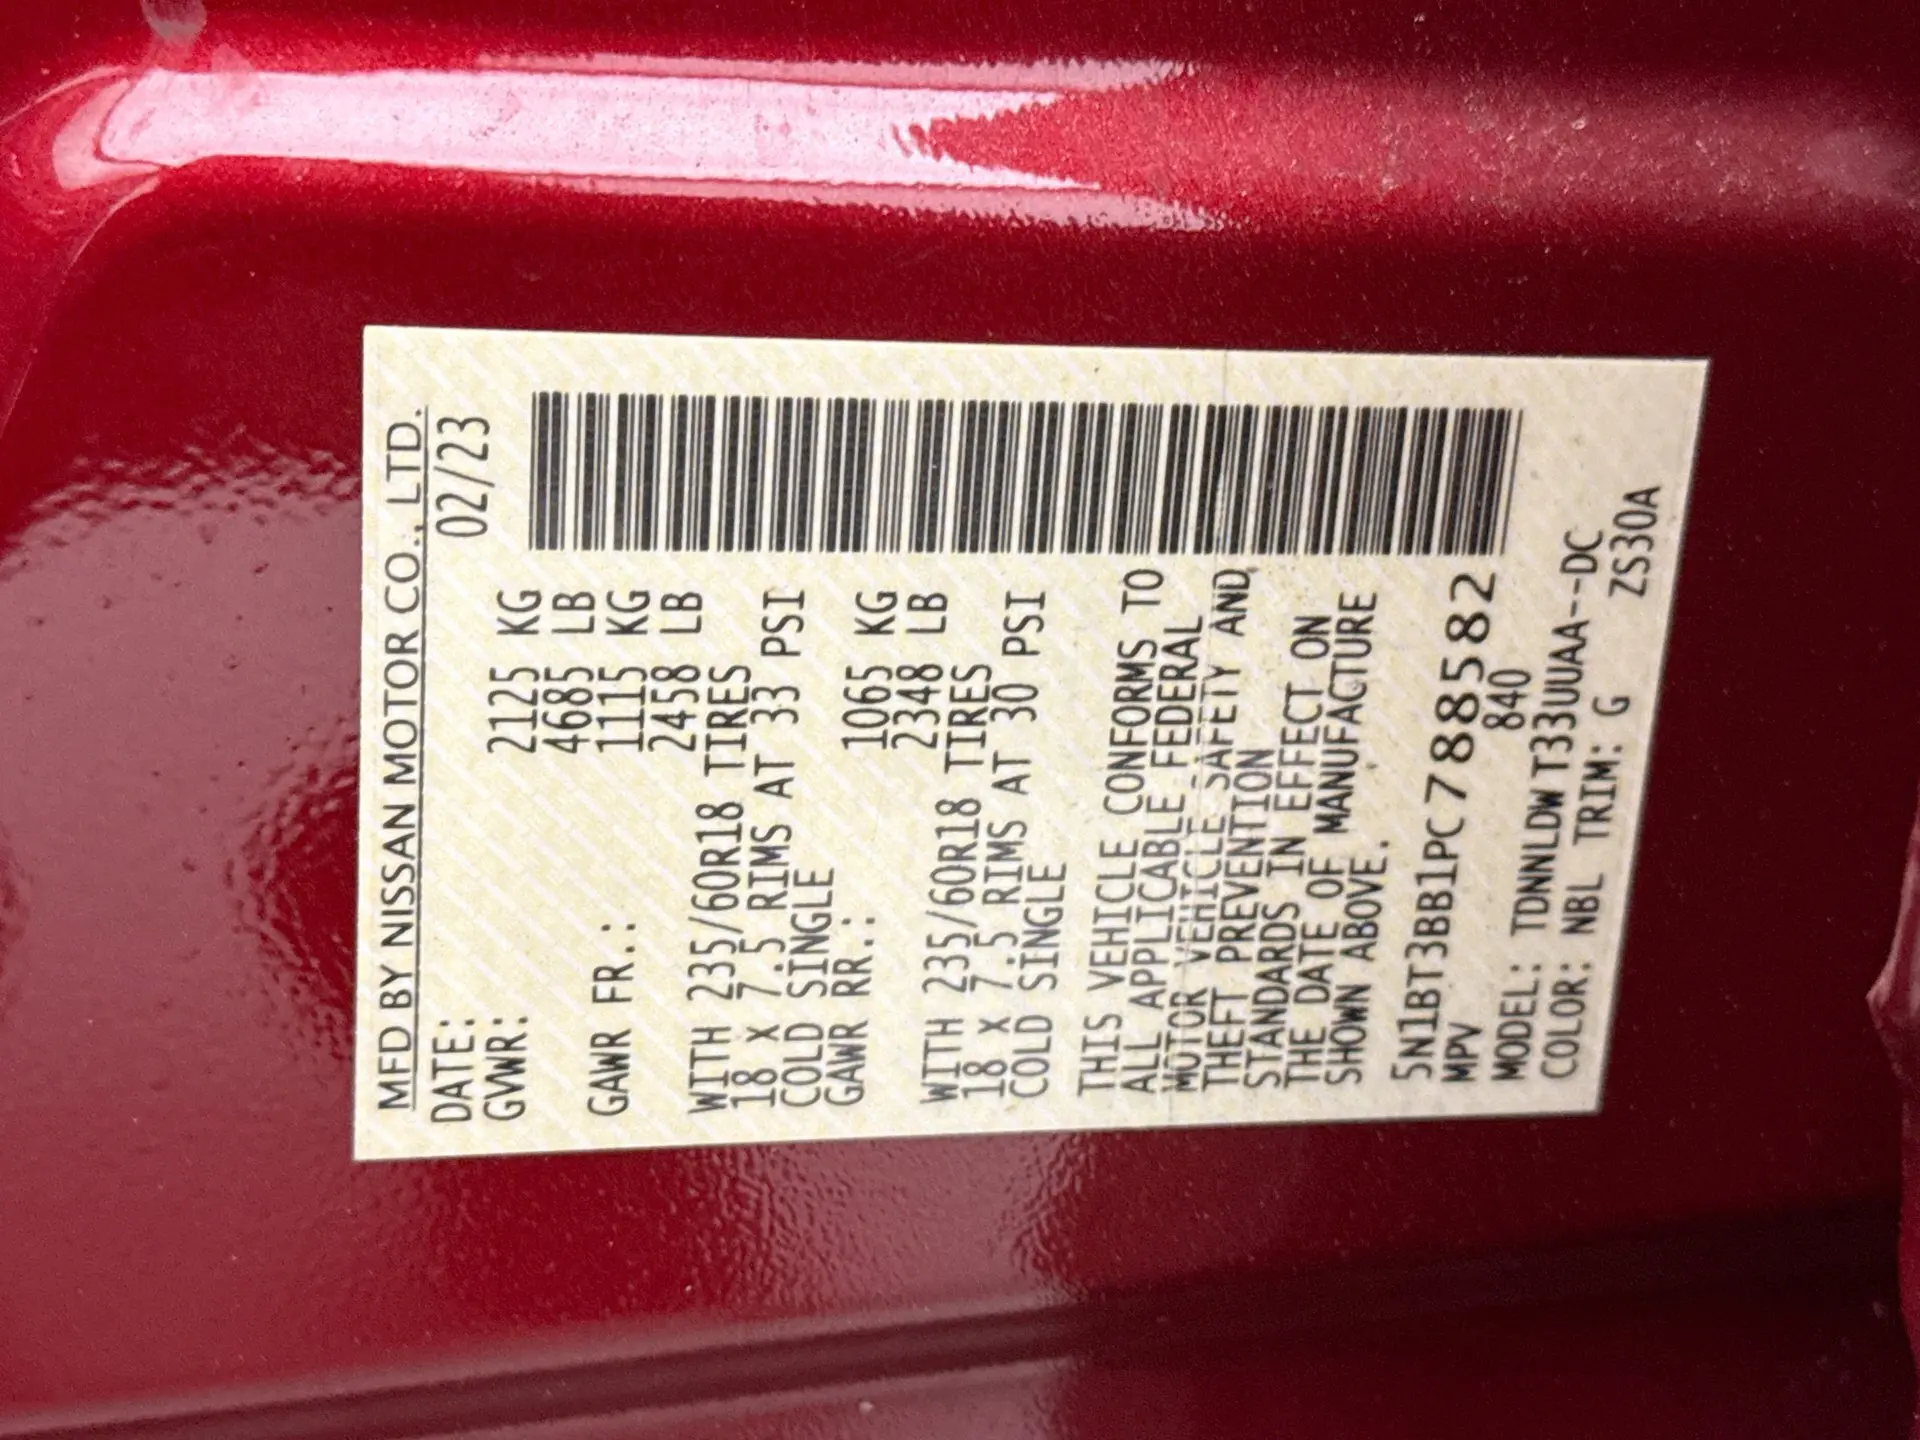 MFD BY NISSAN MOTOR CO., LTD.
DATE: 02/23
GVWR: 2125 KG
4685 LB
GAWR FR.: 1115 KG
2458 LB
WITH 235/60R18 TIRES
18 X 7.5 RIMS AT 33 PSI
COLD SINGLE
GAWR RR.: 1065 KG
2348 LB
WITH 235/60R18 TIRES
18 X 7.5 RIMS AT 30 PSI
COLD SINGLE
THIS VEHICLE CONFORMS TO
ALL APPLICABLE FEDERAL
MOTOR VEHICLE SAFETY AND
THEFT PREVENTION
STANDARDS IN EFFECT ON
THE DATE OF MANUFACTURE
SHOWN ABOVE.
5N1BT3BB1PC788582
MPV 840
MODEL: TDNNLDWT33UUAA--DC
COLOR: NBL TRIM: G
ZS30A